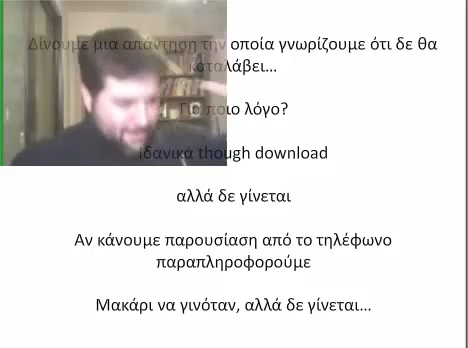 Δίνουμε μια απάντηση την οποία γνωρίζουμε ότι δε θα
καταλάβει…
Για ποιο λόγο?
Ιδανικά though download
αλλά δε γίνεται
Αν κάνουμε παρουσίαση από το τηλέφωνο
παραπληροφορούμε
Μακάρι να γινόταν, αλλά δε γίνεται…